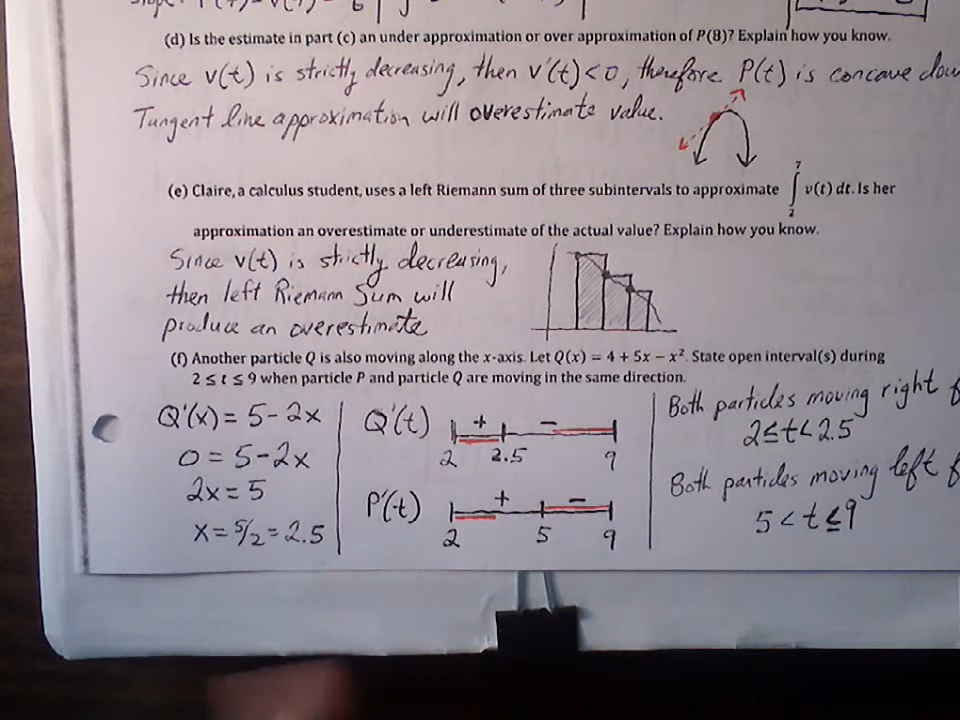 (d) Is the estimate in part (c) an under approximation or over approximation of P(8)? Explain how you know.
Since v(t) is strictly decreasing, then v'(t) < 0, therefore P(t) is concave dow
Tangent line approximation will overestimate value.
(e) Claire, a calculus student, uses a left Riemann sum of three subintervals to approximate ∫₂⁷ v(t) dt. Is her
approximation an overestimate or underestimate of the actual value? Explain how you know.
Since v(t) is strictly decreasing,
then left Riemann Sum will
produce an overestimate
(f) Another particle Q is also moving along the x-axis. Let Q(x) = 4 + 5x − x². State open interval(s) during
2 ≤ t ≤ 9 when particle P and particle Q are moving in the same direction.
Q'(x) = 5 - 2x
0 = 5 - 2x
2x = 5
x = 5/2 = 2.5
Q'(t) + −
2 2.5 9
P'(t) + −
2 5 9
Both particles moving right f
2 ≤ t < 2.5
Both particles moving left f
5 < t ≤ 9